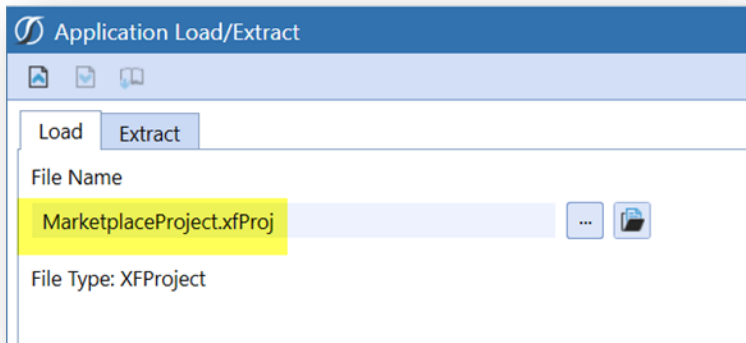 Application Load/Extract
Load Extract
File Name
MarketplaceProject.xfProj ...
File Type: XFProject